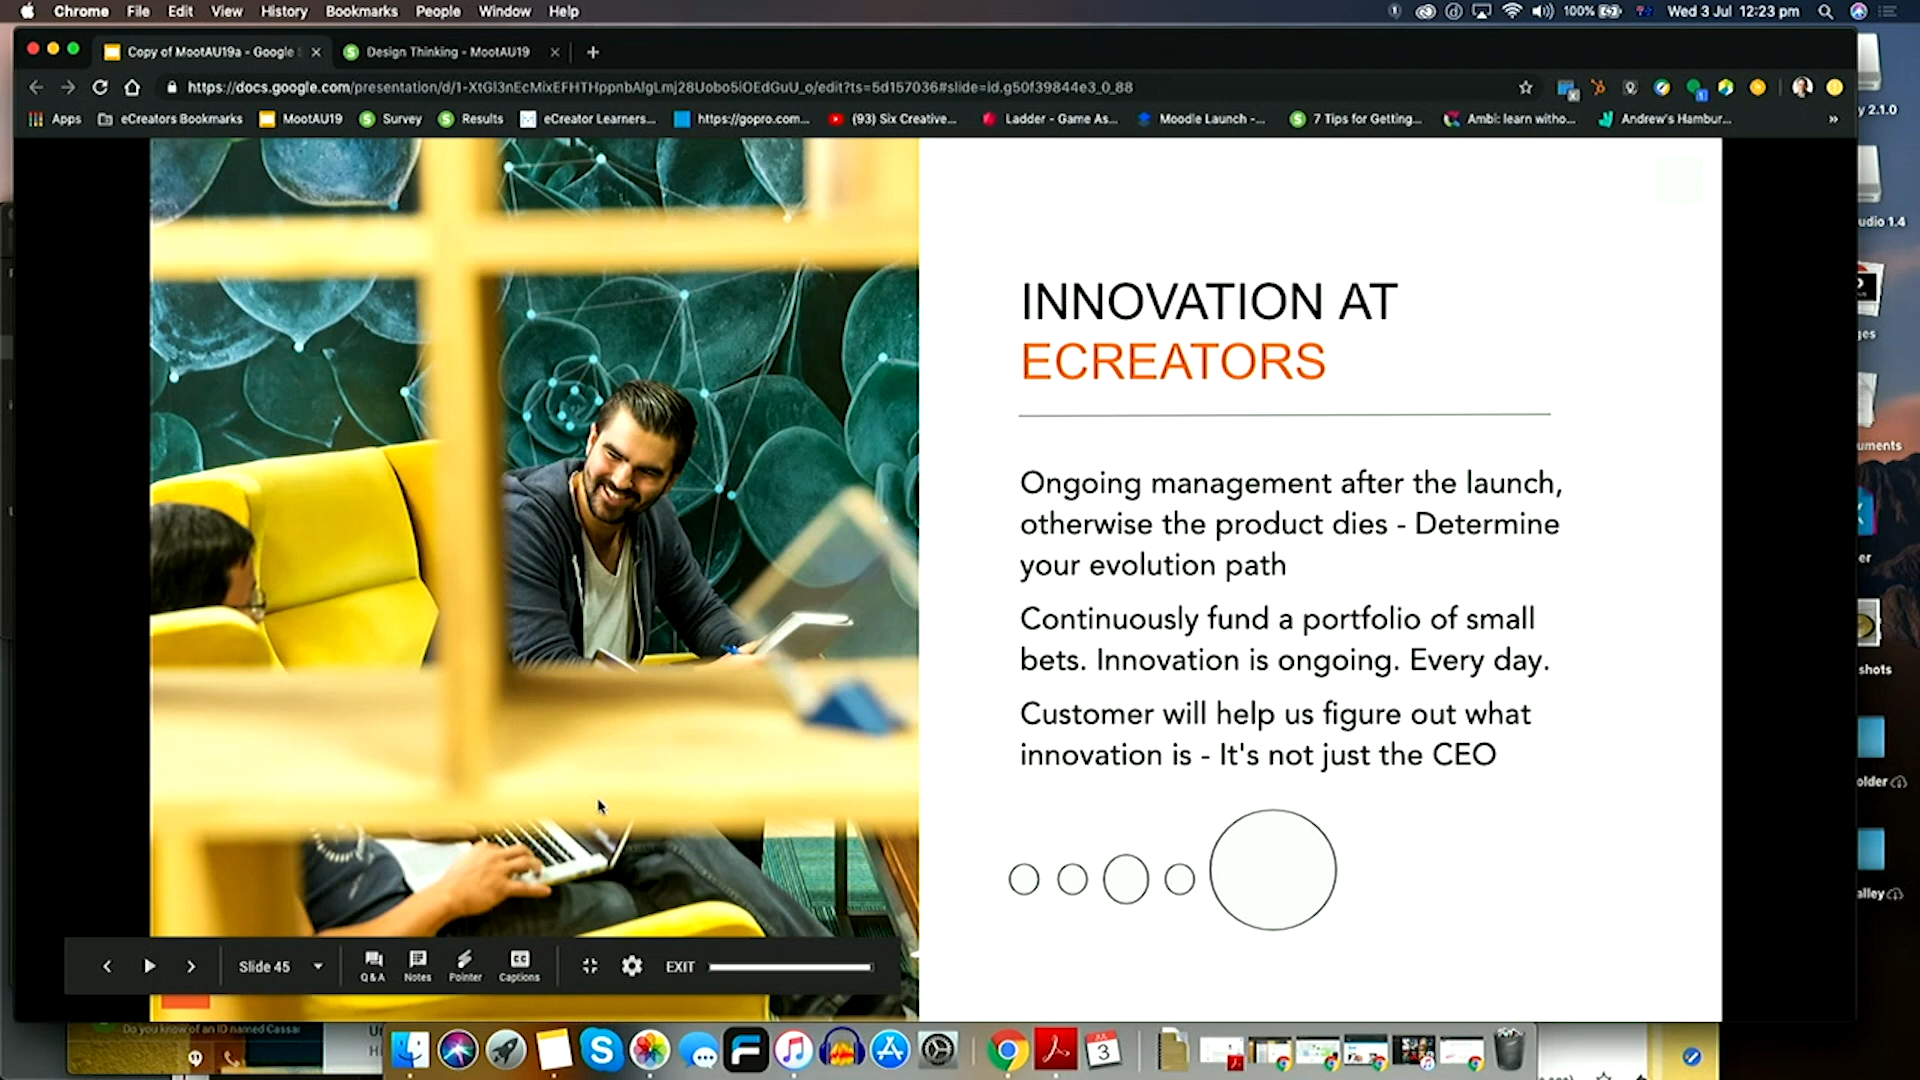 Chrome File Edit View History Bookmarks People Window Help
100% Wed 3 Jul 12:23 pm
Copy of MootAU19a - Google S
Design Thinking - MootAU19
https://docs.google.com/presentation/d/1-XtGl3nEcMixEFHTHppnbAlgLmj28Uobo5iOEdGuU_o/edit?ts=5d157036#slide=id.g50f39844e3_0_88
Apps eCreators Bookmarks MootAU19 Survey Results eCreator Learners... https://gopro.com... (93) Six Creative... Ladder - Game As... Moodle Launch -... 7 Tips for Getting... Ambi: learn witho... Andrew's Hambur... »
y 2.1.0
udio 1.4
ges
uments
er
shots
older
alley
INNOVATION AT
ECREATORS
Ongoing management after the launch,
otherwise the product dies - Determine
your evolution path
Continuously fund a portfolio of small
bets. Innovation is ongoing. Every day.
Customer will help us figure out what
innovation is - It's not just the CEO
Slide 45
Q&A Notes Pointer Captions
EXIT
Do you know of an ID named Cassar
JUL
3